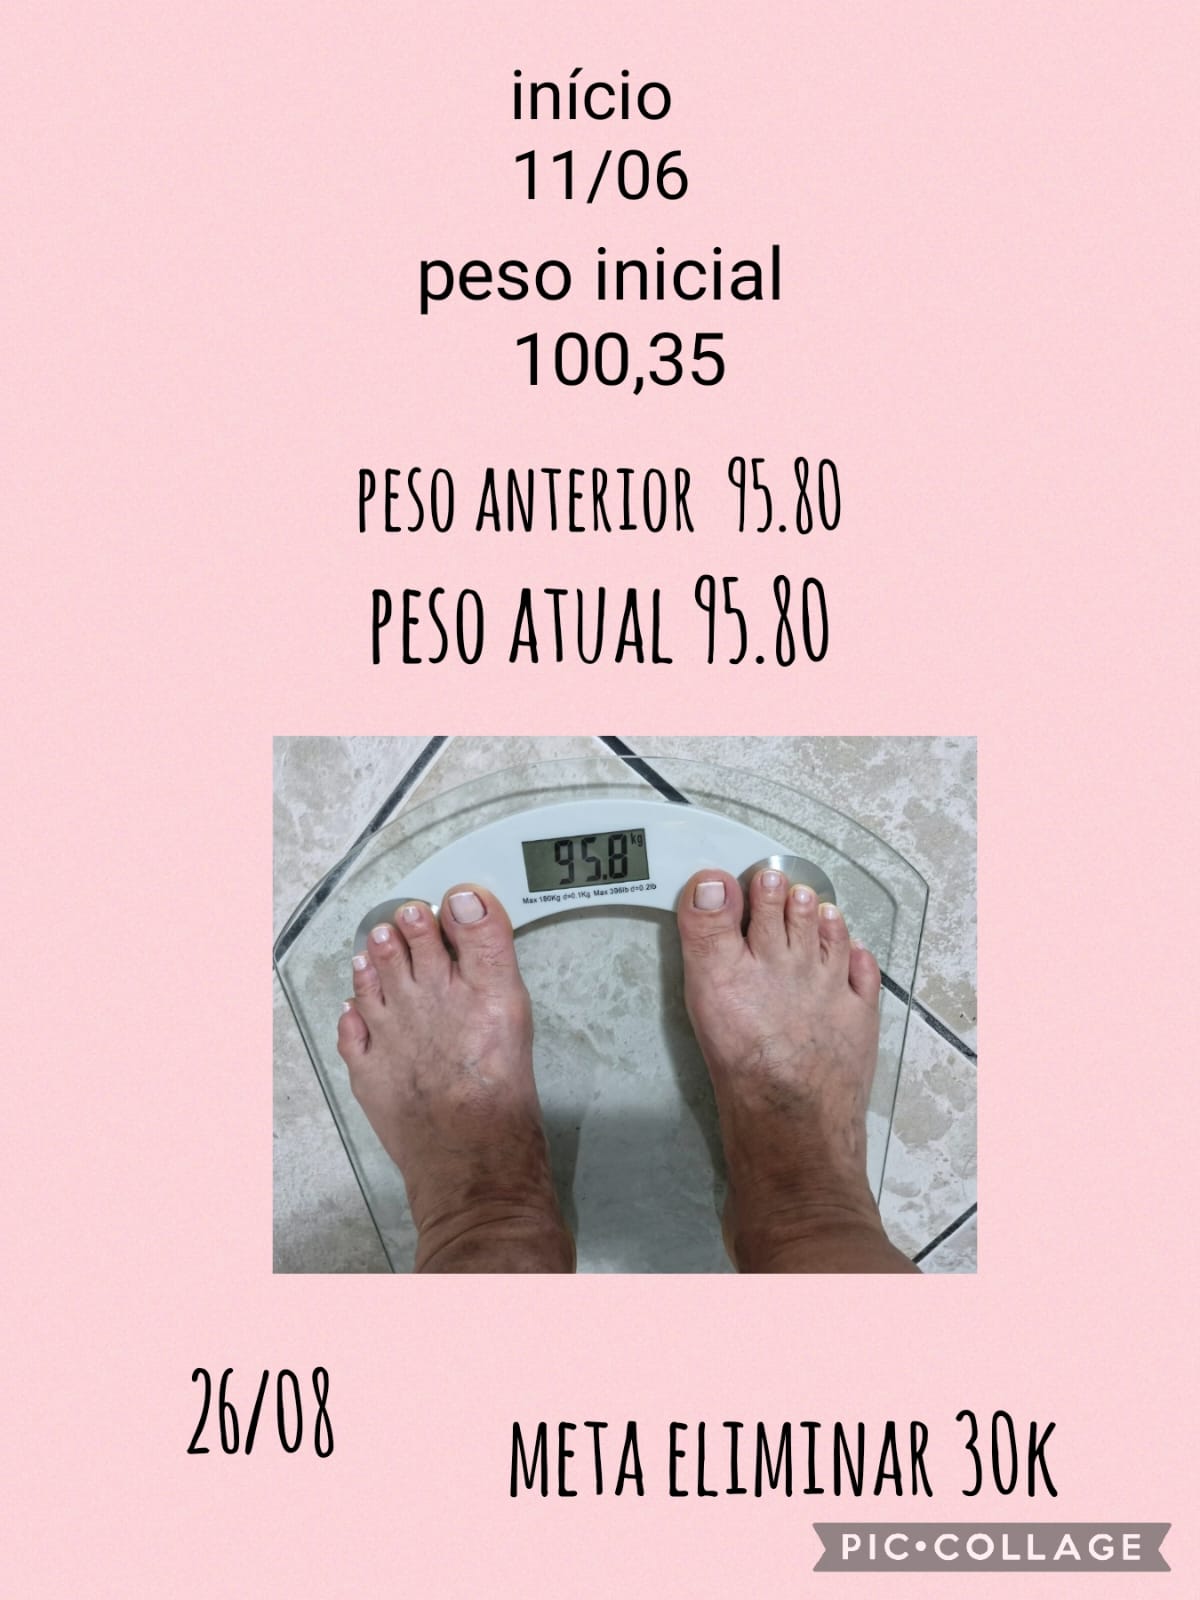 início
11/06
peso inicial
100,35
PESO ANTERIOR 95.80
PESO ATUAL 95.80
95.8 kg
Max 180Kg d=0.1Kg Max 396lb d=0.2lb
26/08
META ELIMINAR 30K
PIC•COLLAGE